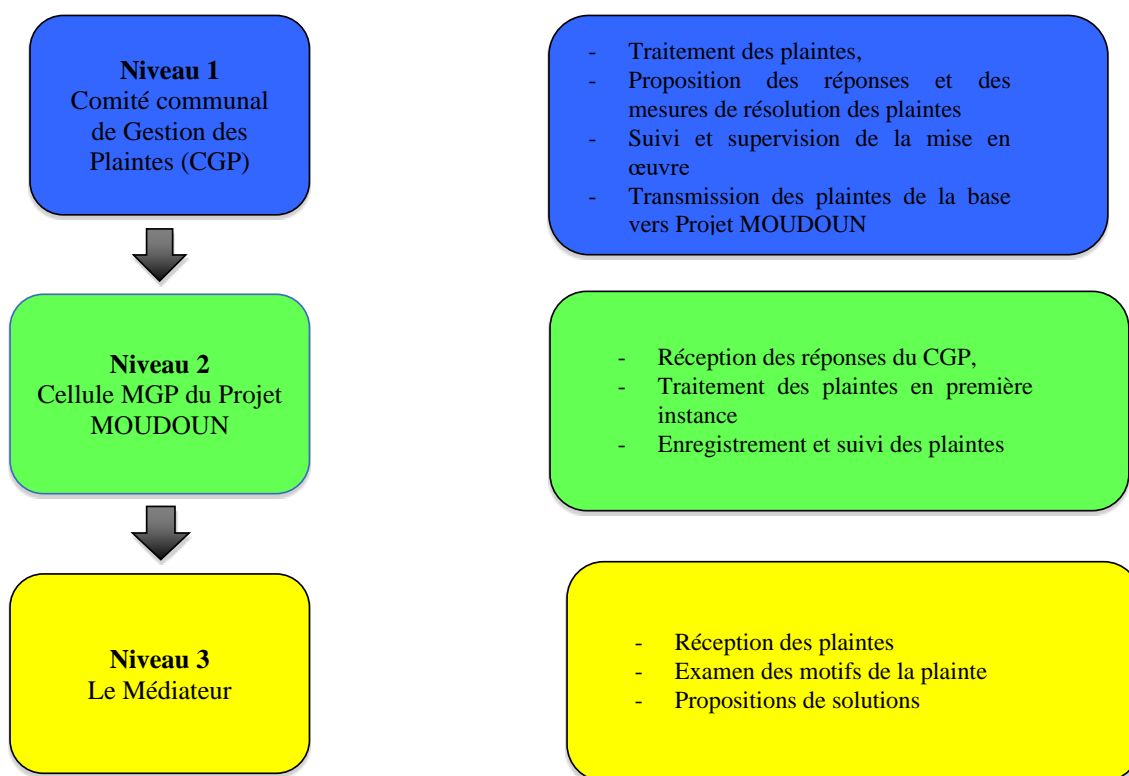 Niveau 1
Comité communal
de Gestion des
Plaintes (CGP)
- Traitement des plaintes,
- Proposition des réponses et des
mesures de résolution des plaintes
- Suivi et supervision de la mise en
œuvre
- Transmission des plaintes de la base
vers Projet MOUDOUN
Niveau 2
Cellule MGP du Projet
MOUDOUN
- Réception des réponses du CGP,
- Traitement des plaintes en première
instance
- Enregistrement et suivi des plaintes
Niveau 3
Le Médiateur
- Réception des plaintes
- Examen des motifs de la plainte
- Propositions de solutions